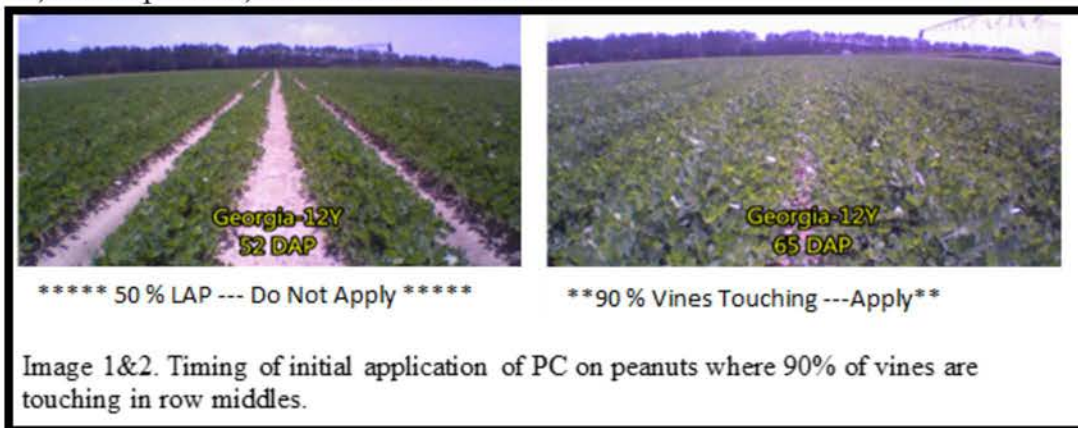 Georgia-12Y
52 DAP
Georgia-12Y
65 DAP
***** 50 % LAP --- Do Not Apply *****
**90 % Vines Touching ---Apply**
Image 1&2. Timing of initial application of PC on peanuts where 90% of vines are
touching in row middles.